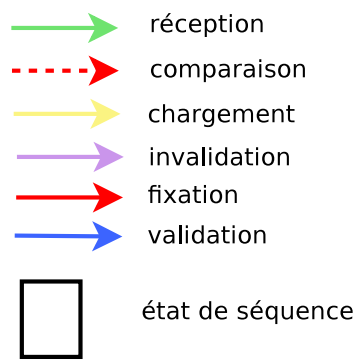 réception
comparaison
chargement
invalidation
fixation
validation
état de séquence